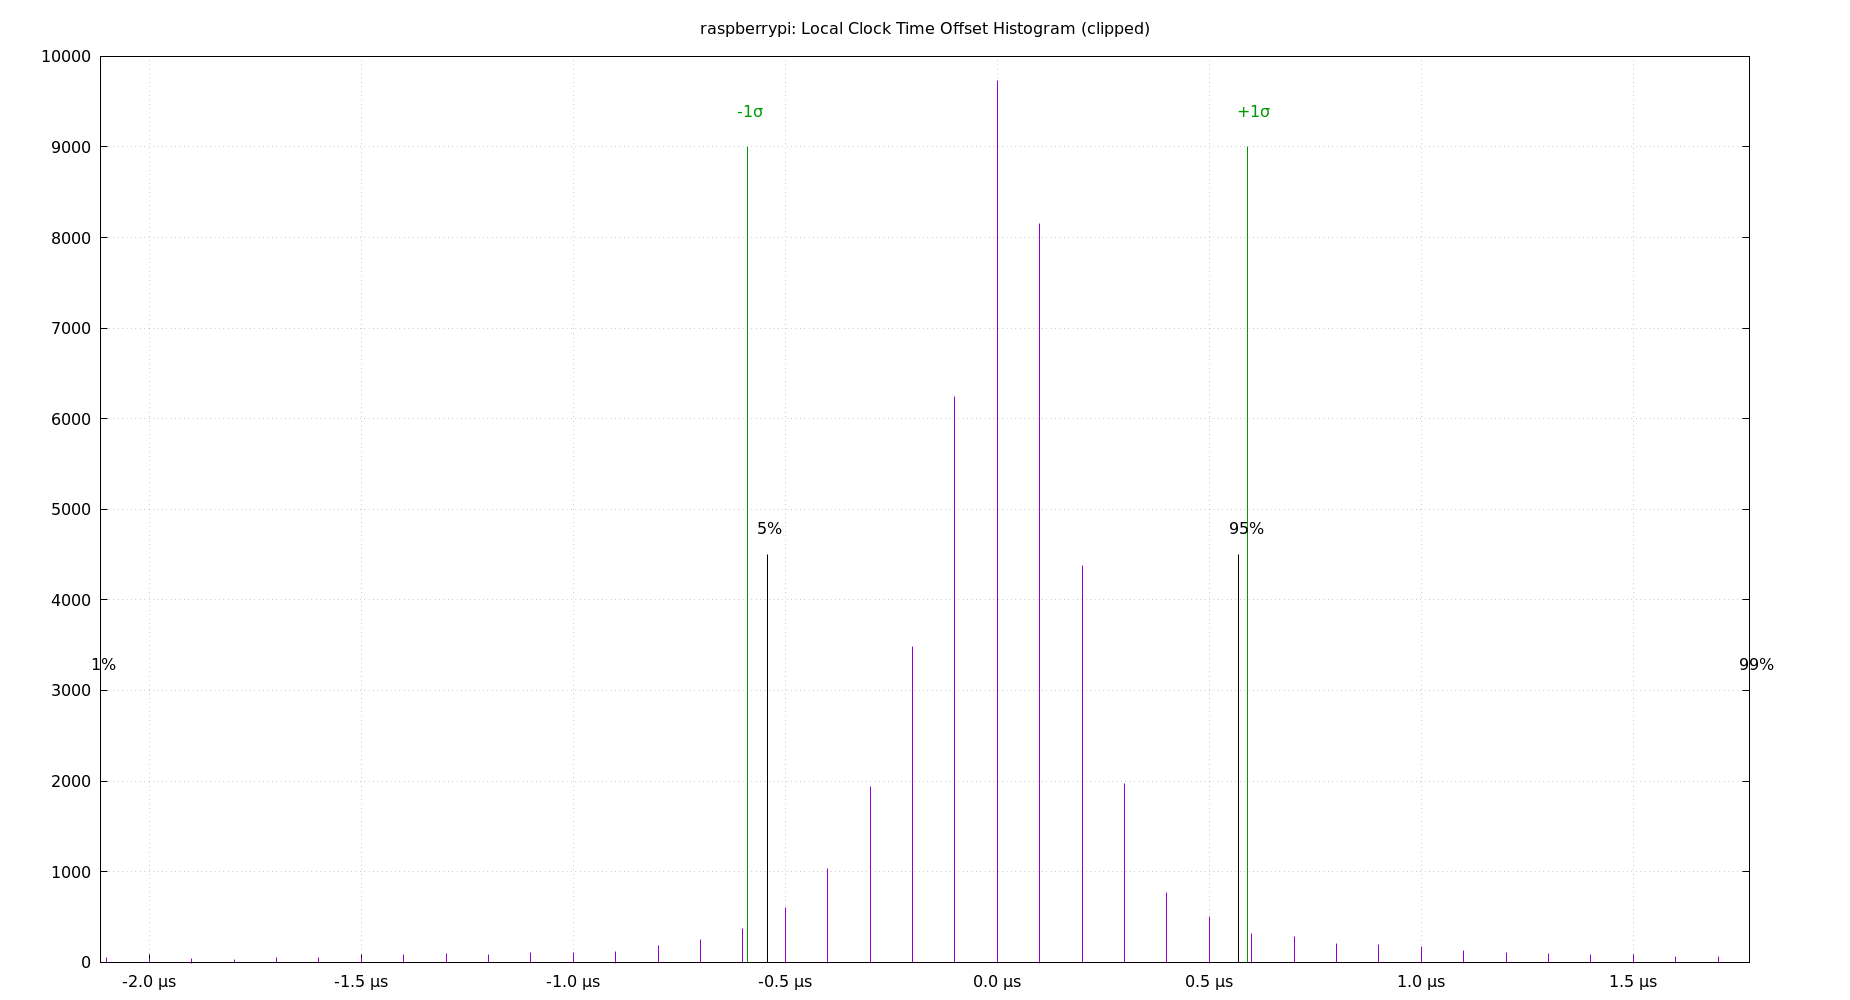 raspberrypi: Local Clock Time Offset Histogram (clipped)
10000
-1σ
+1σ
9000
8000
7000
6000
5000
5%
95%
4000
1%
99%
3000
2000
1000
0
-2.0 µs
-1.5 µs
-1.0 µs
-0.5 µs
0.0 µs
0.5 µs
1.0 µs
1.5 µs